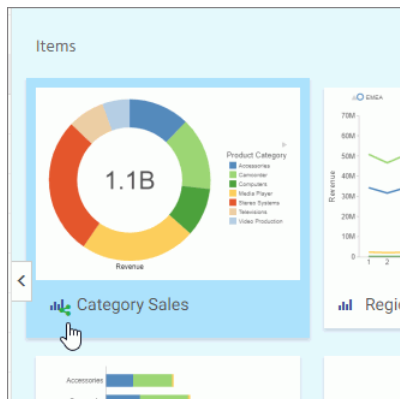 Items
1.1B
Revenue
Product Category
Accessories
Camcorder
Computers
Media Player
Stereo Systems
Televisions
Video Production
Category Sales
EMEA
70M
60M
50M
40M
30M
20M
10M
0
Revenue
1 2
Regi
Accessories